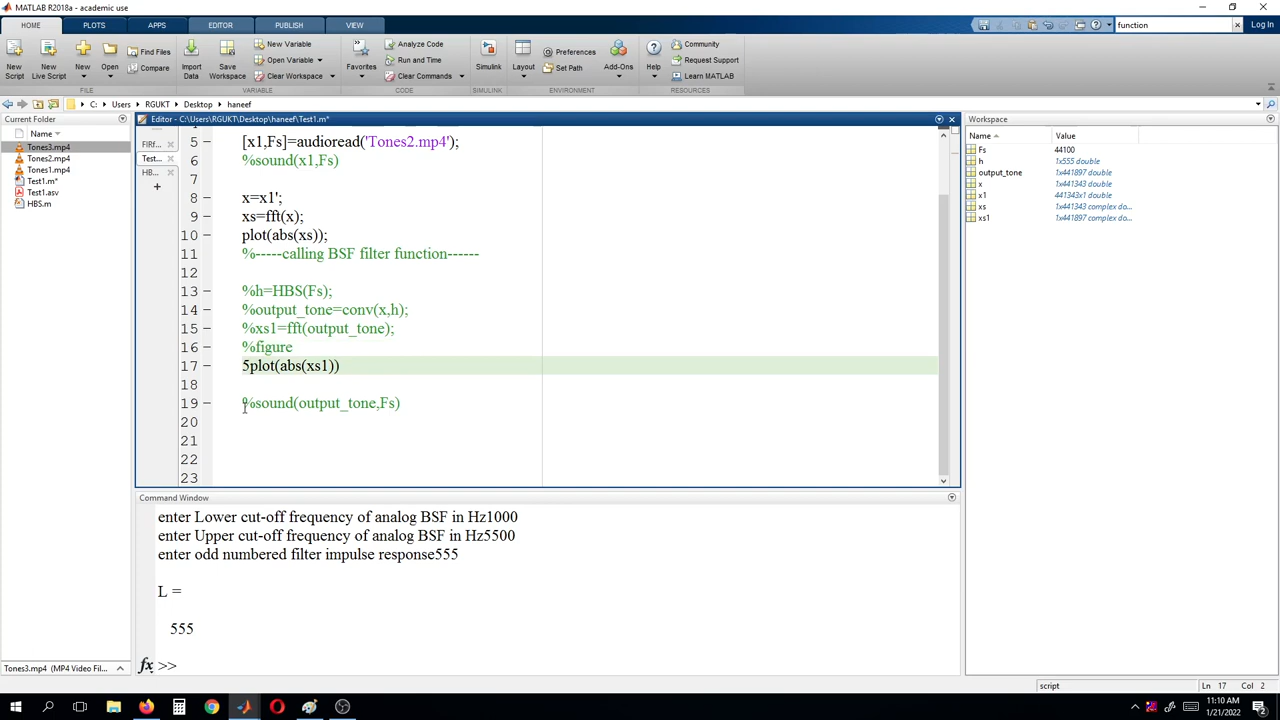 MATLAB R2018a - academic use
HOME PLOTS APPS EDITOR PUBLISH VIEW function Log In
New Script New Live Script New Open Find Files Compare Import Data Save Workspace New Variable Open Variable Clear Workspace Favorites Analyze Code Run and Time Clear Commands Simulink Layout Preferences Set Path Add-Ons Help Community Request Support Learn MATLAB
FILE VARIABLE CODE SIMULINK ENVIRONMENT RESOURCES
C: Users RGUKT Desktop haneef
Current Folder
Name
Tones3.mp4
Tones2.mp4
Tones1.mp4
Test1.m*
Test1.asv
HBS.m
Tones3.mp4 (MP4 Video Fil...
Editor - C:\Users\RGUKT\Desktop\haneef\Test1.m*
FIRf...
Test...
HB...
5 [x1,Fs]=audioread('Tones2.mp4');
6 %sound(x1,Fs)
7
8 x=x1';
9 xs=fft(x);
10 plot(abs(xs));
11 %-----calling BSF filter function------
12
13 %h=HBS(Fs);
14 %output_tone=conv(x,h);
15 %xs1=fft(output_tone);
16 %figure
17 5plot(abs(xs1))
18
19 %sound(output_tone,Fs)
20
21
22
23
Command Window
enter Lower cut-off frequency of analog BSF in Hz1000
enter Upper cut-off frequency of analog BSF in Hz5500
enter odd numbered filter impulse response555
L =
555
fx >>
Workspace
Name Value
Fs 44100
h 1x555 double
output_tone 1x441897 double
x 1x441343 double
x1 441343x1 double
xs 1x441343 complex do...
xs1 1x441897 complex do...
script Ln 17 Col 2
11:10 AM
1/21/2022
2